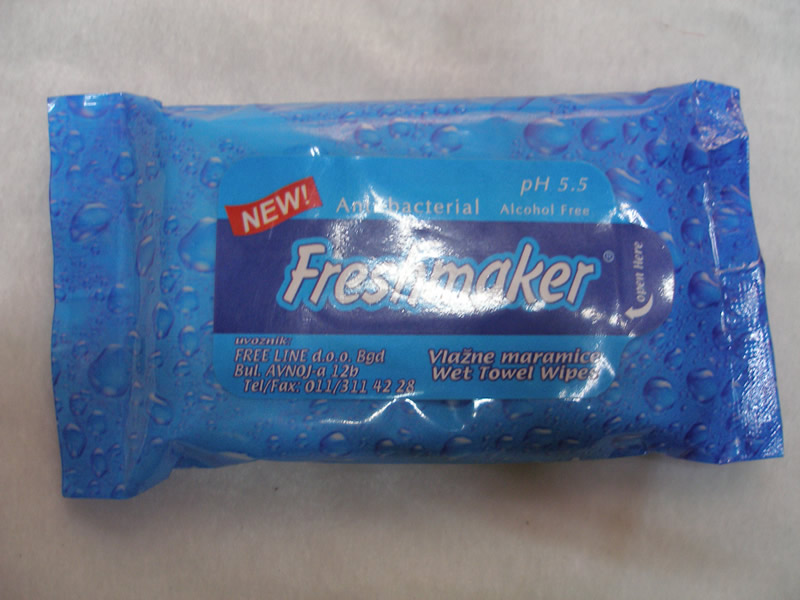 pH 5.5
NEW!
Antibacterial Alcohol Free
Freshmaker®
open Here
uvoznik:
FREE LINE d.o.o. Bgd
Bul. AVNOJ-a 12b
Tel/Fax: 011/311 42 28
Vlažne maramice
Wet Towel Wipes